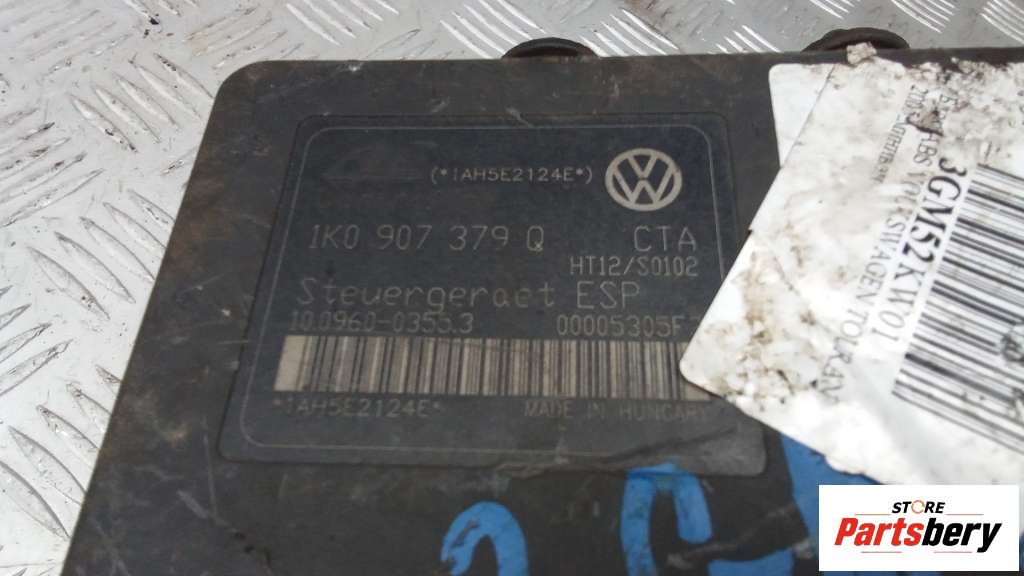 (*1AH5E2124E*)
1K0 907 379 Q CTA
HT12/S0102
Steuergeraet ESP
10.0960-0355.3 00005305F
*1AH5E2124E*
MADE IN HUNGARY
3GM52KW01
VOLKSWAGEN TOURAN
STORE
Partsbery